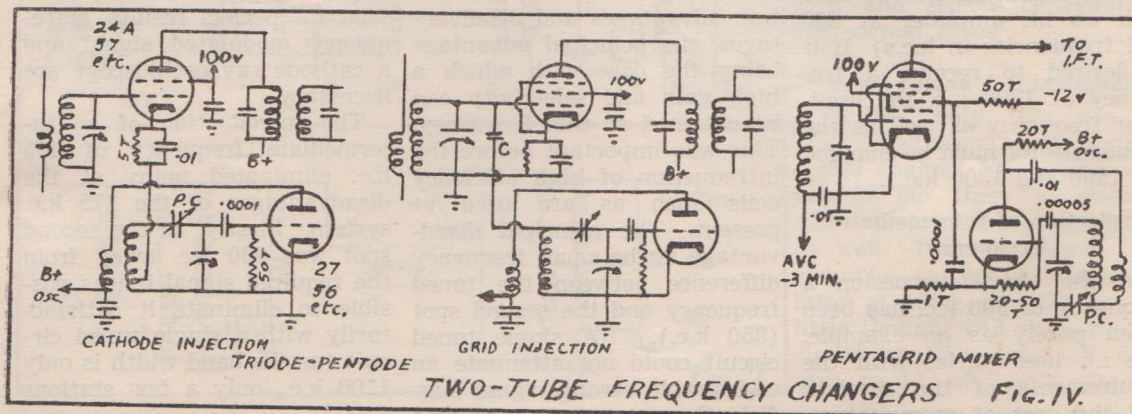 24A
57
etc.
100V
5T
.01
B+
P.C.
.0001
50T
B+
OSC.
27
56
etc.
CATHODE INJECTION
TRIODE-PENTODE
100V
C
B+
GRID INJECTION
TO
I.F.T.
100V
50T
-12V
20T
B+
OSC.
.01
.01
.00005
AVC
-3 MIN.
1T
20-50
T
P.C.
PENTAGRID MIXER
TWO-TUBE FREQUENCY CHANGERS FIG. IV.